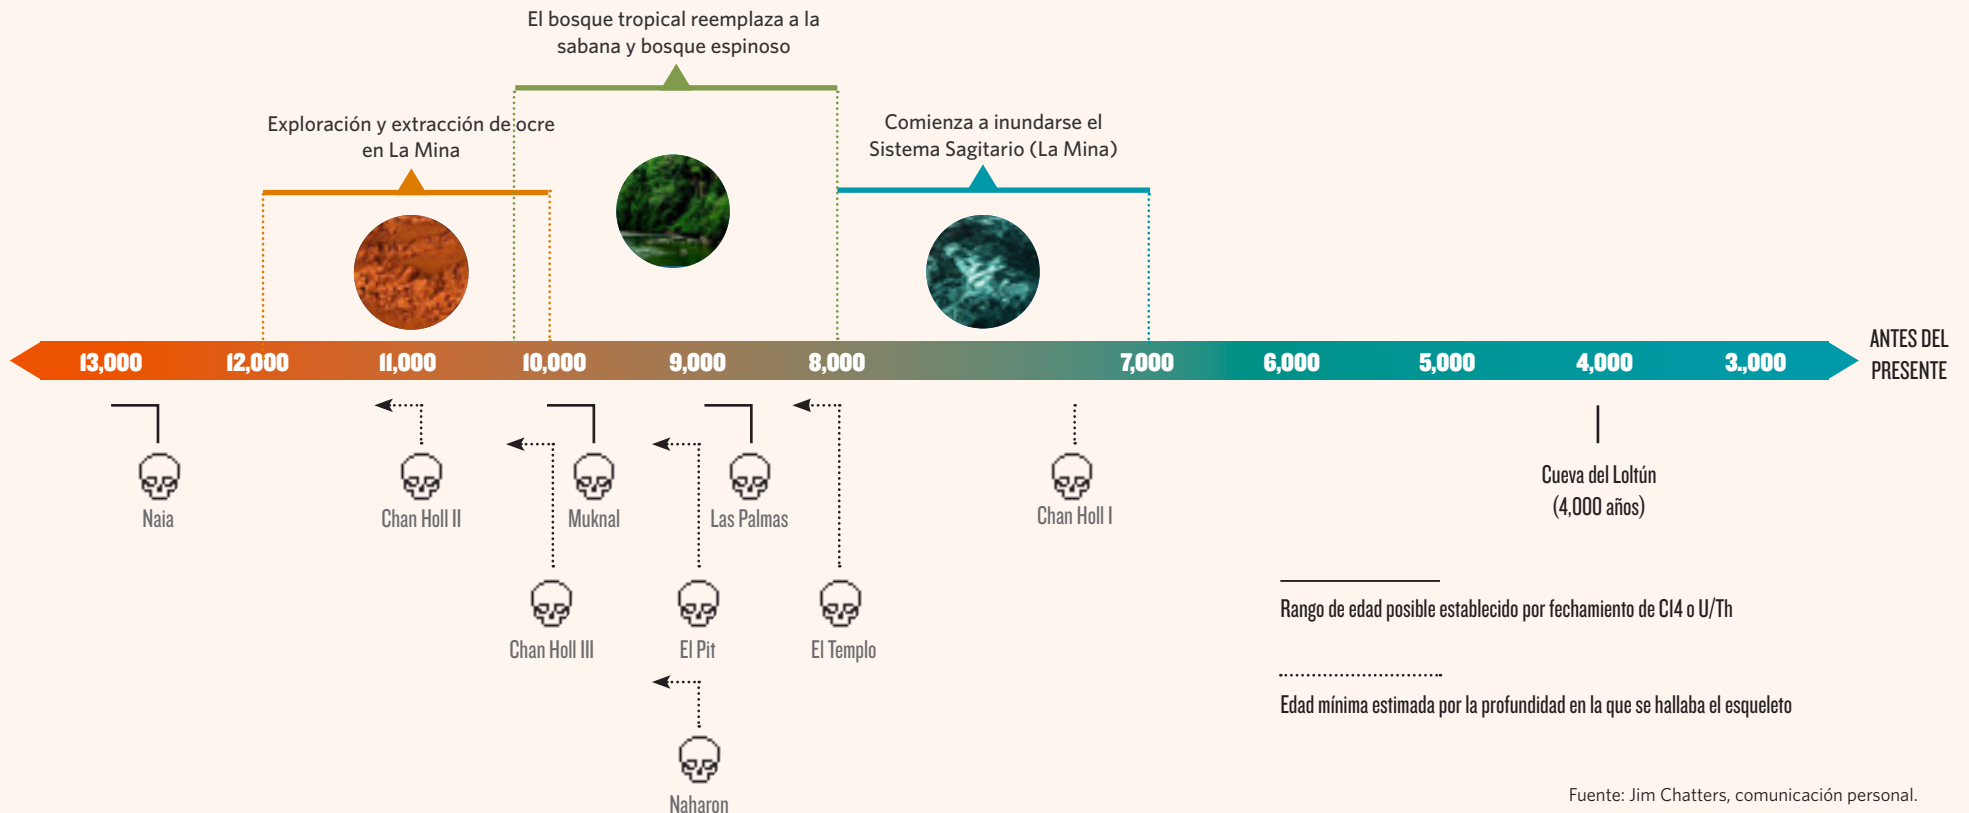 El bosque tropical reemplaza a la
sabana y bosque espinoso
Exploración y extracción de ocre
en La Mina
Comienza a inundarse el
Sistema Sagitario (La Mina)
13,000 12,000 11,000 10,000 9,000 8,000 7,000 6,000 5,000 4,000 3.,000
ANTES DEL
PRESENTE
Naia
Chan Holl II
Muknal
Las Palmas
Chan Holl I
Cueva del Loltún
(4,000 años)
Chan Holl III
El Pit
El Templo
Naharon
Rango de edad posible establecido por fechamiento de C14 o U/Th
Edad mínima estimada por la profundidad en la que se hallaba el esqueleto
Fuente: Jim Chatters, comunicación personal.